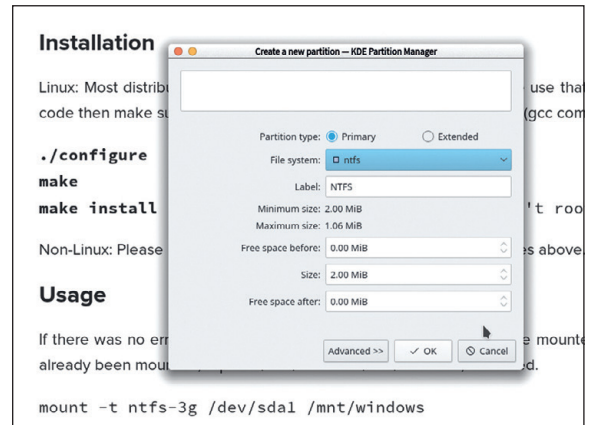 Installation
Create a new partition — KDE Partition Manager
Linux: Most distribu
use that
code then make su
(gcc com
Partition type: Primary Extended
./configure
File system: ntfs
make
Label: NTFS
make install
't roo
Minimum size: 2.00 MiB
Maximum size: 1.06 MiB
Non-Linux: Please
es above.
Free space before: 0.00 MiB
Size: 2.00 MiB
Usage
Free space after: 0.00 MiB
If there was no err
e mounte
Advanced >> OK Cancel
already been moun
d.
mount -t ntfs-3g /dev/sda1 /mnt/windows